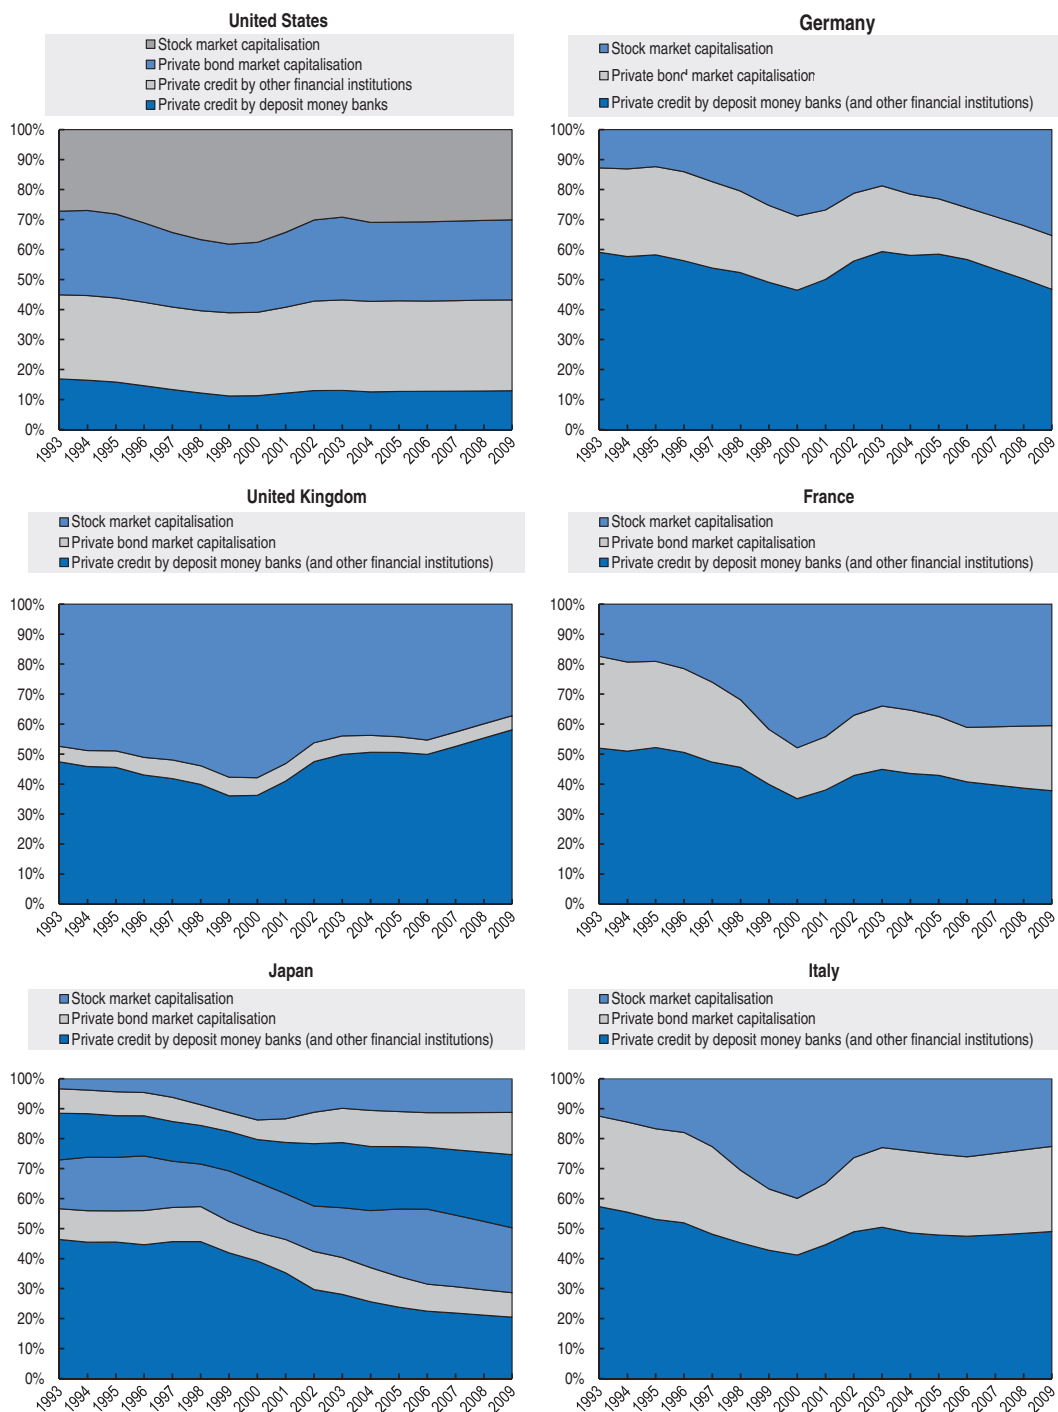 United States
Stock market capitalisation
Private bond market capitalisation
Private credit by other financial institutions
Private credit by deposit money banks
100%
90%
80%
70%
60%
50%
40%
30%
20%
10%
0%
1993 1994 1995 1996 1997 1998 1999 2000 2001 2002 2003 2004 2005 2006 2007 2008 2009
Germany
Stock market capitalisation
Private bond market capitalisation
Private credit by deposit money banks (and other financial institutions)
100%
90%
80%
70%
60%
50%
40%
30%
20%
10%
0%
1993 1994 1995 1996 1997 1998 1999 2000 2001 2002 2003 2004 2005 2006 2007 2008 2009
United Kingdom
Stock market capitalisation
Private bond market capitalisation
Private credit by deposit money banks (and other financial institutions)
100%
90%
80%
70%
60%
50%
40%
30%
20%
10%
0%
1993 1994 1995 1996 1997 1998 1999 2000 2001 2002 2003 2004 2005 2006 2007 2008 2009
France
Stock market capitalisation
Private bond market capitalisation
Private credit by deposit money banks (and other financial institutions)
100%
90%
80%
70%
60%
50%
40%
30%
20%
10%
0%
1993 1994 1995 1996 1997 1998 1999 2000 2001 2002 2003 2004 2005 2006 2007 2008 2009
Japan
Stock market capitalisation
Private bond market capitalisation
Private credit by deposit money banks (and other financial institutions)
100%
90%
80%
70%
60%
50%
40%
30%
20%
10%
0%
1993 1994 1995 1996 1997 1998 1999 2000 2001 2002 2003 2004 2005 2006 2007 2008 2009
Italy
Stock market capitalisation
Private bond market capitalisation
Private credit by deposit money banks (and other financial institutions)
100%
90%
80%
70%
60%
50%
40%
30%
20%
10%
0%
1993 1994 1995 1996 1997 1998 1999 2000 2001 2002 2003 2004 2005 2006 2007 2008 2009